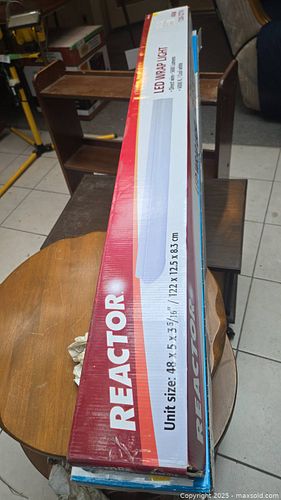 LED WRAP LIGHT
REACTOR
Unit size: 48 x 5 x 3 5/16" / 122 x 12.5 x 8.3 cm
REACTOR
Copyright 2025 - maxsold.com